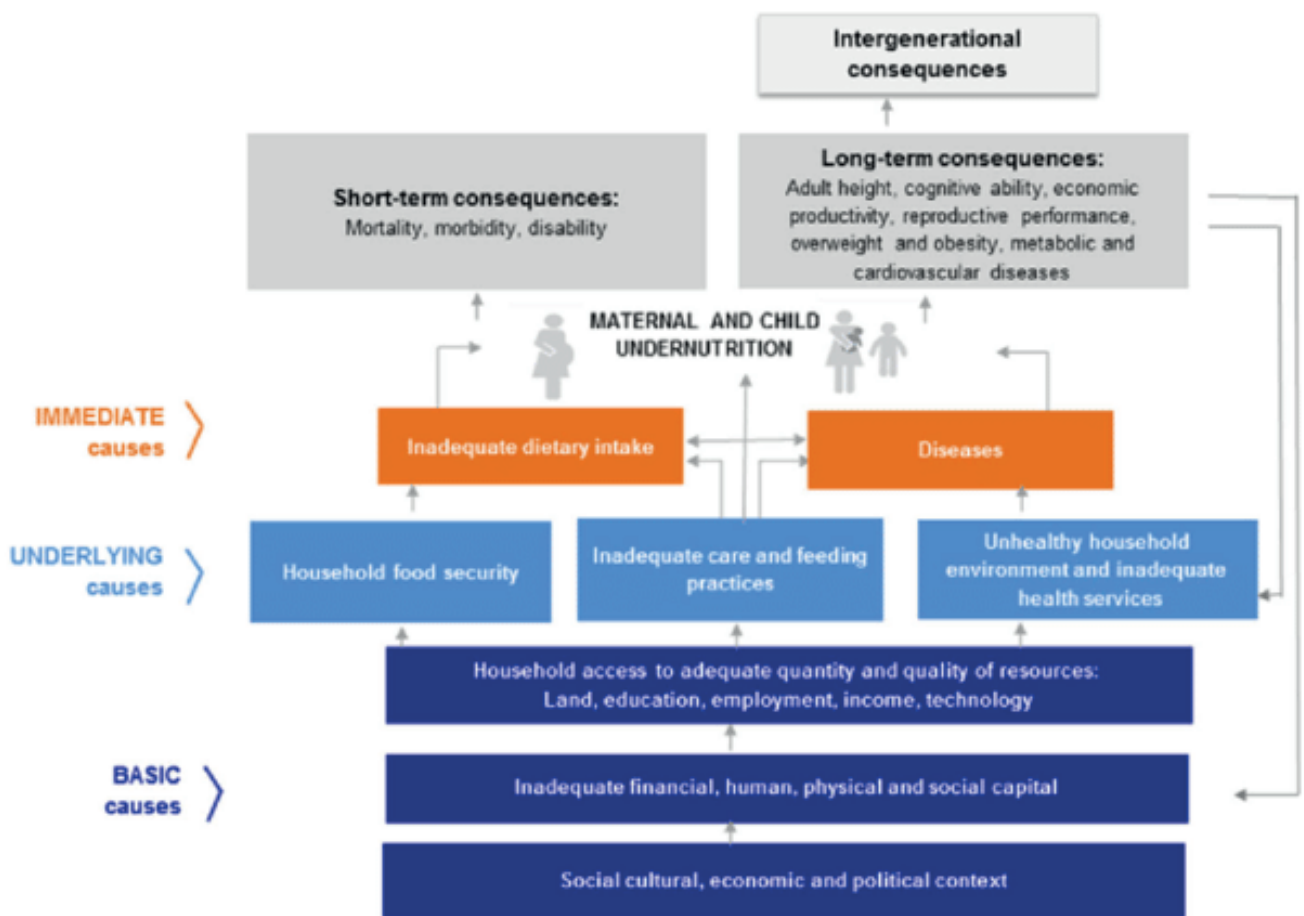 Intergenerational
consequences
Short-term consequences:
Mortality, morbidity, disability
Long-term consequences:
Adult height, cognitive ability, economic
productivity, reproductive performance,
overweight and obesity, metabolic and
cardiovascular diseases
MATERNAL AND CHILD
UNDERNUTRITION
IMMEDIATE
causes
Inadequate dietary intake
Diseases
UNDERLYING
causes
Household food security
Inadequate care and feeding
practices
Unhealthy household
environment and inadequate
health services
Household access to adequate quantity and quality of resources:
Land, education, employment, income, technology
BASIC
causes
Inadequate financial, human, physical and social capital
Social cultural, economic and political context